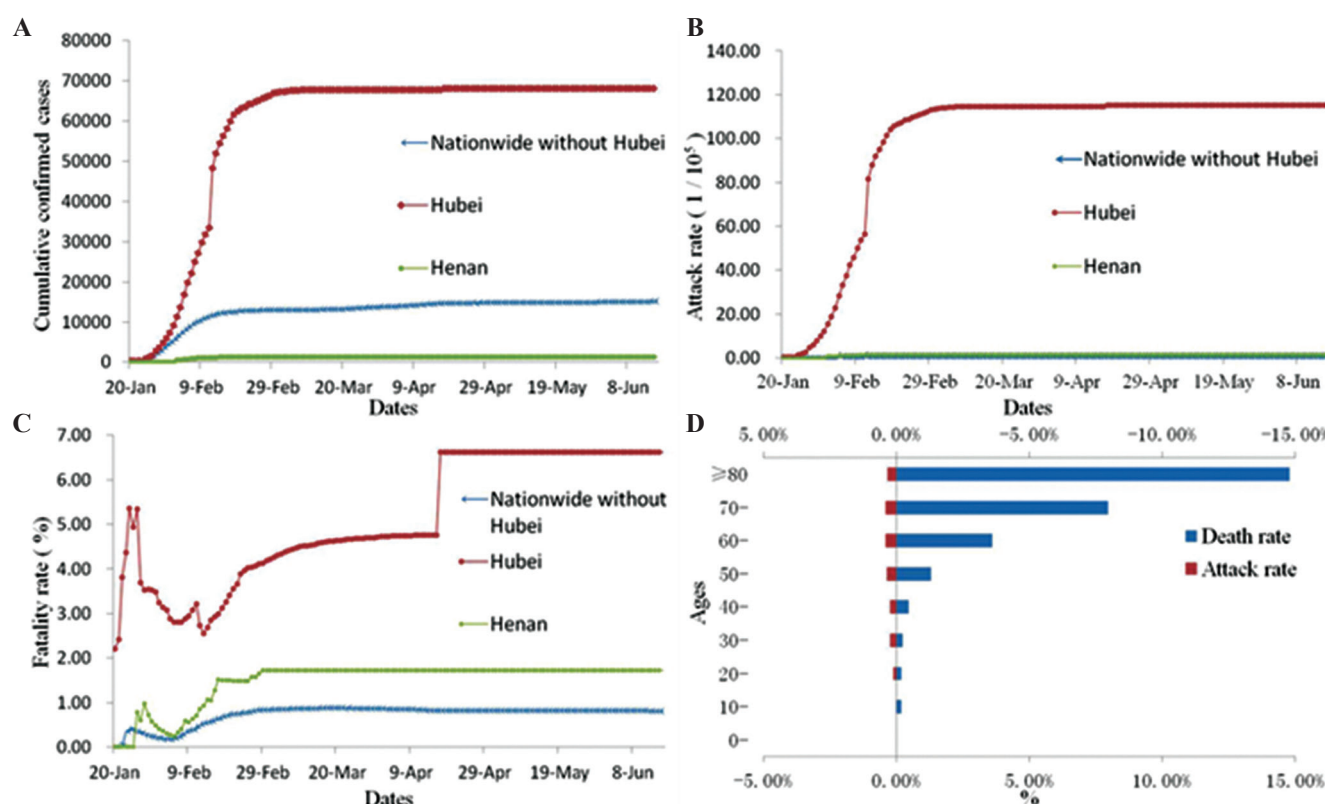 A
80000
70000
60000
50000
40000
30000
20000
10000
0
Cumulative confirmed cases
Nationwide without Hubei
Hubei
Henan
20-Jan 9-Feb 29-Feb 20-Mar 9-Apr 29-Apr 19-May 8-Jun
Dates
B
140.00
120.00
100.00
80.00
60.00
40.00
20.00
0.00
Attack rate ( 1 / 10⁵ )
Nationwide without Hubei
Hubei
Henan
20-Jan 9-Feb 29-Feb 20-Mar 9-Apr 29-Apr 19-May 8-Jun
Dates
C
7.00
6.00
5.00
4.00
3.00
2.00
1.00
0.00
Fatality rate ( %)
Nationwide without
Hubei
Hubei
Henan
20-Jan 9-Feb 29-Feb 20-Mar 9-Apr 29-Apr 19-May 8-Jun
Dates
D
5.00% 0.00% -5.00% -10.00% -15.00%
≥80
70-
60-
50-
40-
30-
20-
10-
0-
Ages
Death rate
Attack rate
-5.00% 0.00% 5.00% 10.00% 15.00%
%